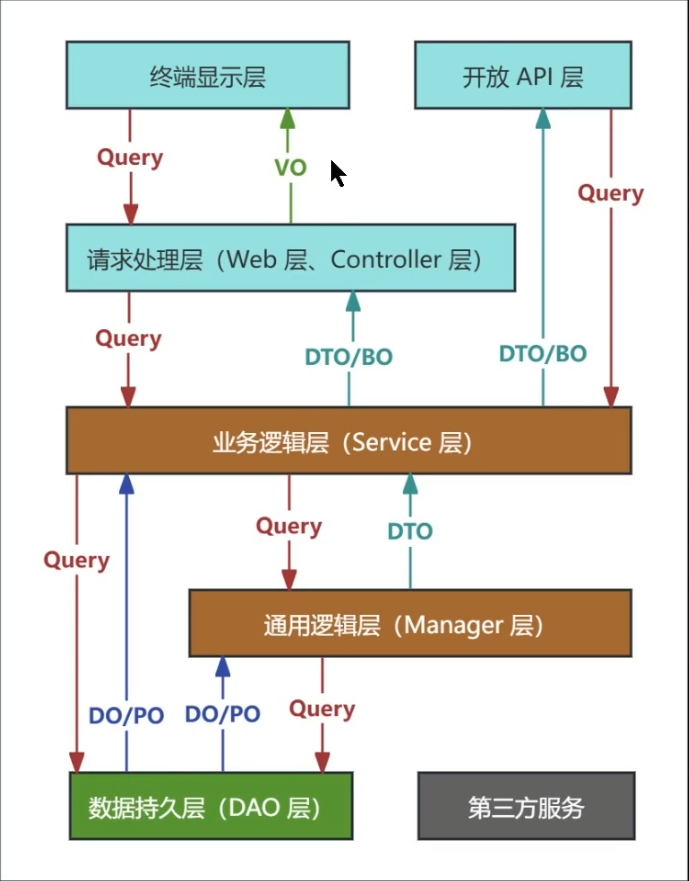 终端显示层
开放 API 层
Query
VO
Query
请求处理层（Web 层、Controller 层）
Query
DTO/BO
DTO/BO
业务逻辑层（Service 层）
Query
Query
DTO
通用逻辑层（Manager 层）
DO/PO
DO/PO
Query
数据持久层（DAO 层）
第三方服务